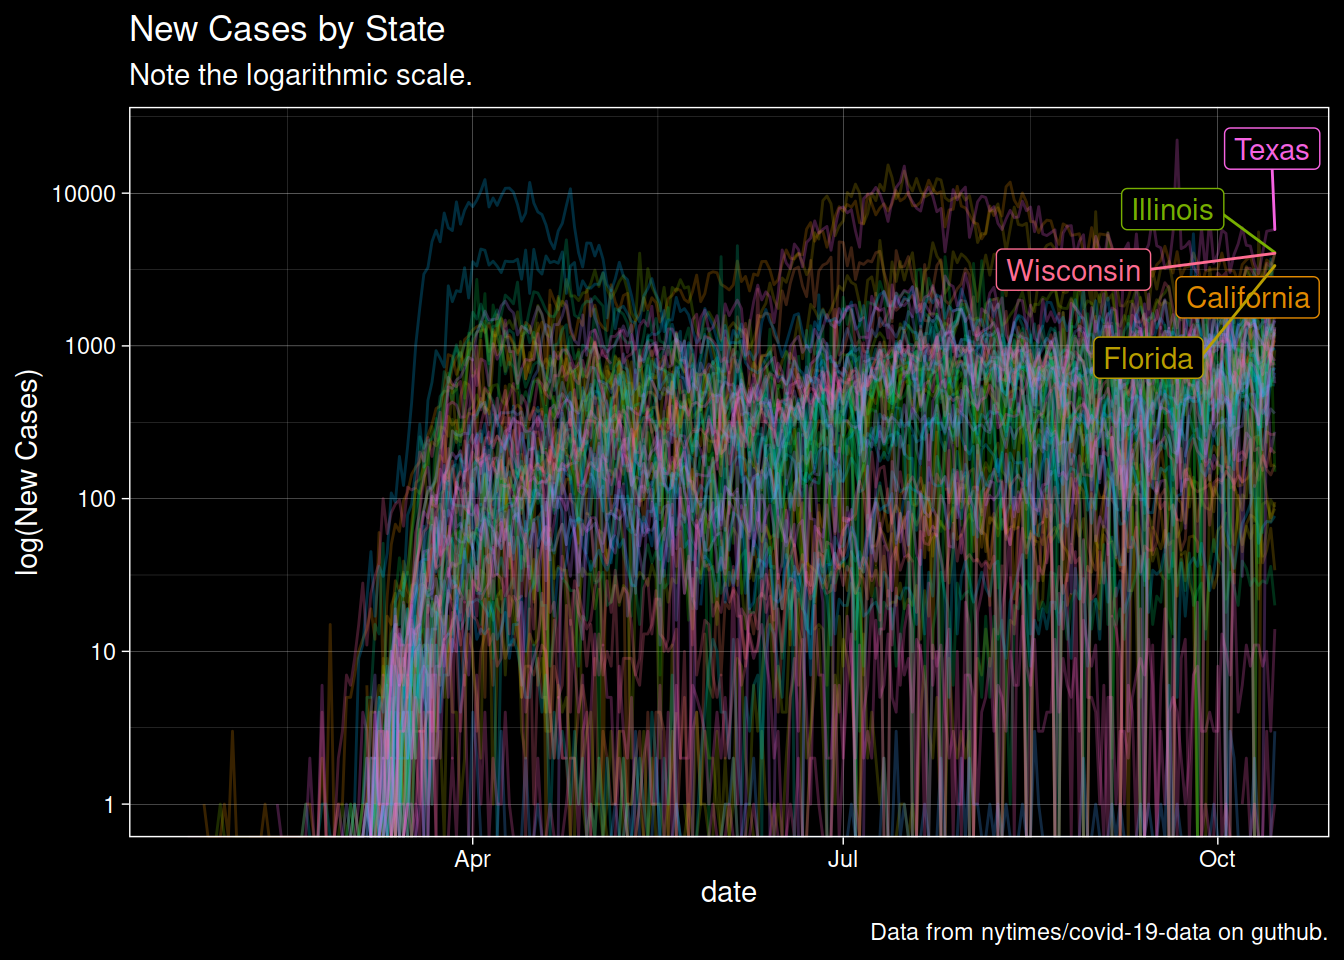 New Cases by State
Note the logarithmic scale.
Texas
10000
Illinois
Wisconsin
California
1000
Florida
log(New Cases)
100
10
1
Apr
Jul
Oct
date
Data from nytimes/covid-19-data on guthub.